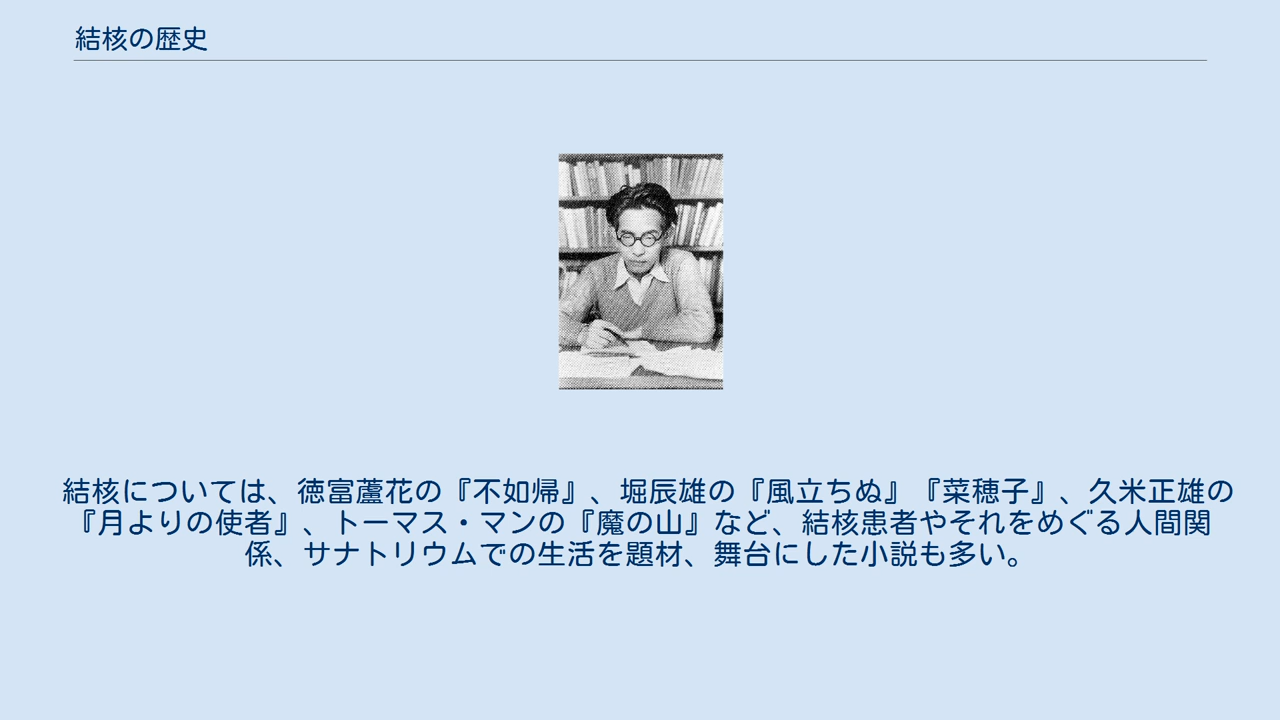 結核の歴史
結核については、徳冨蘆花の『不如帰』、堀辰雄の『風立ちぬ』『菜穂子』、久米正雄の
『月よりの使者』、トーマス・マンの『魔の山』など、結核患者やそれをめぐる人間関
係、サナトリウムでの生活を題材、舞台にした小説も多い。